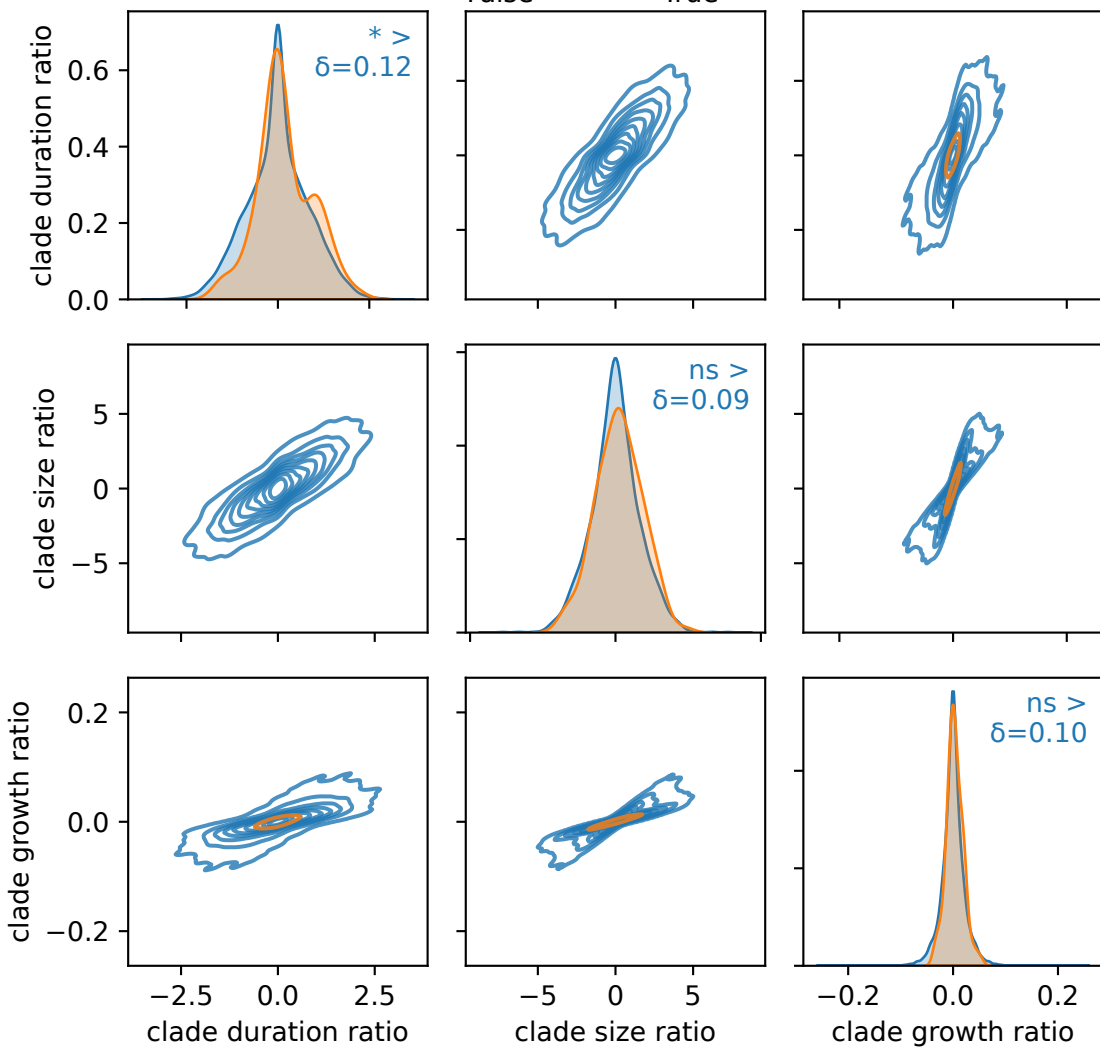 clade duration ratio
0.6
0.4
0.2
0.0
* >
δ=0.12
clade size ratio
5
0
−5
ns >
δ=0.09
clade growth ratio
0.2
0.0
−0.2
ns >
δ=0.10
−2.5 0.0 2.5
−5 0 5
−0.2 0.0 0.2
clade duration ratio
clade size ratio
clade growth ratio